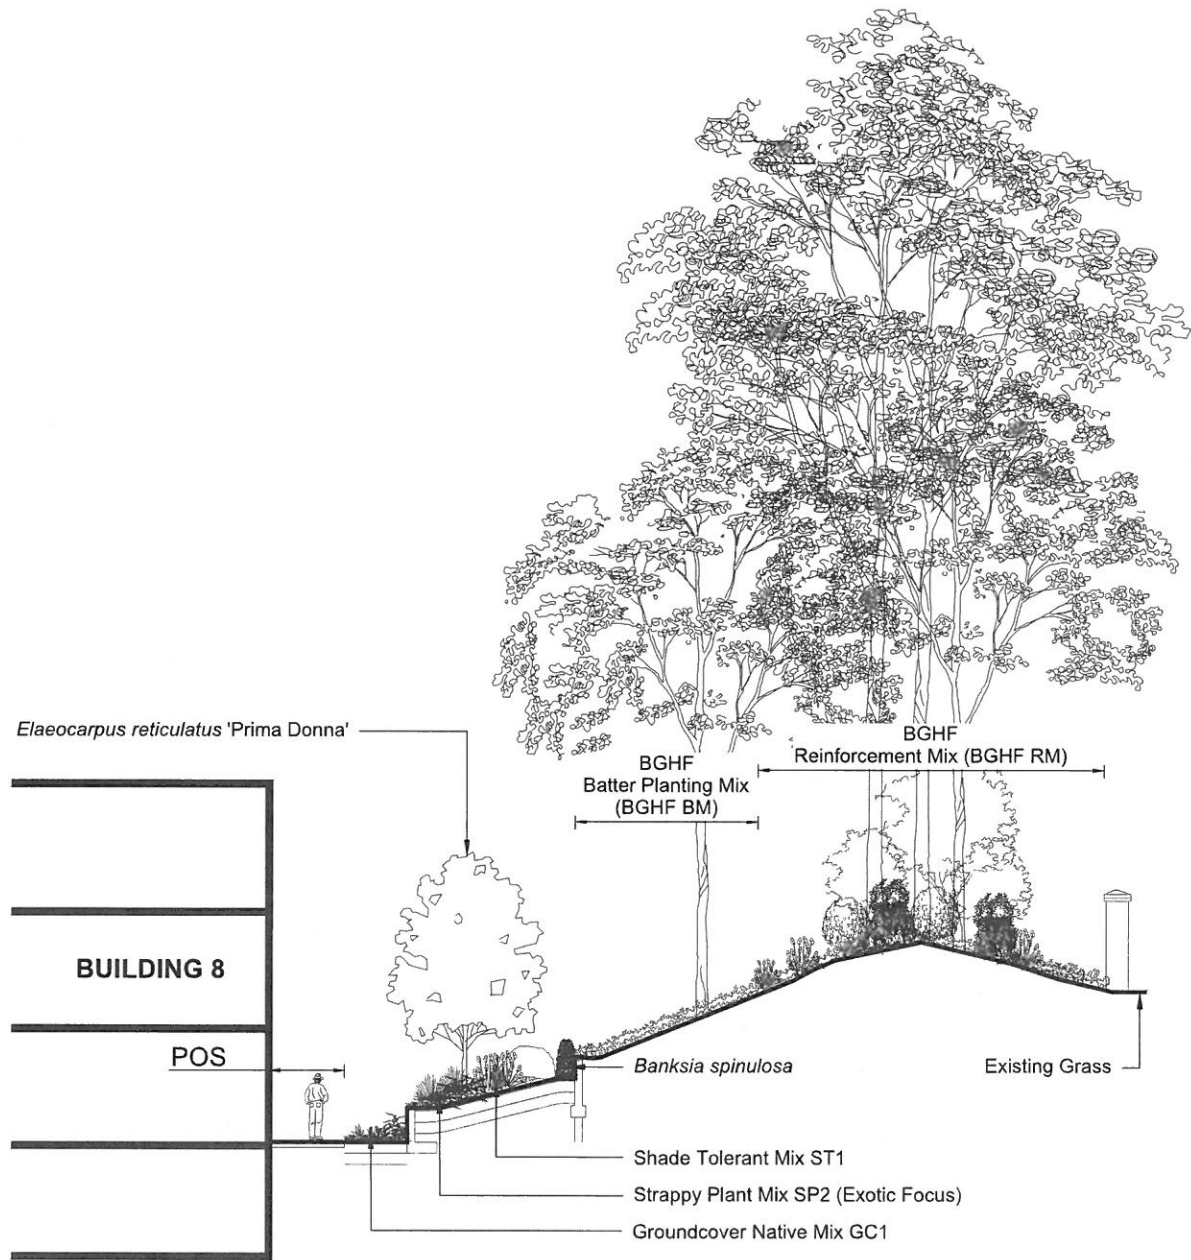 Elaeocarpus reticulatus 'Prima Donna'
BGHF
Reinforcement Mix (BGHF RM)
BGHF
Batter Planting Mix
(BGHF BM)
BUILDING 8
POS
Banksia spinulosa
Existing Grass
Shade Tolerant Mix ST1
Strappy Plant Mix SP2 (Exotic Focus)
Groundcover Native Mix GC1